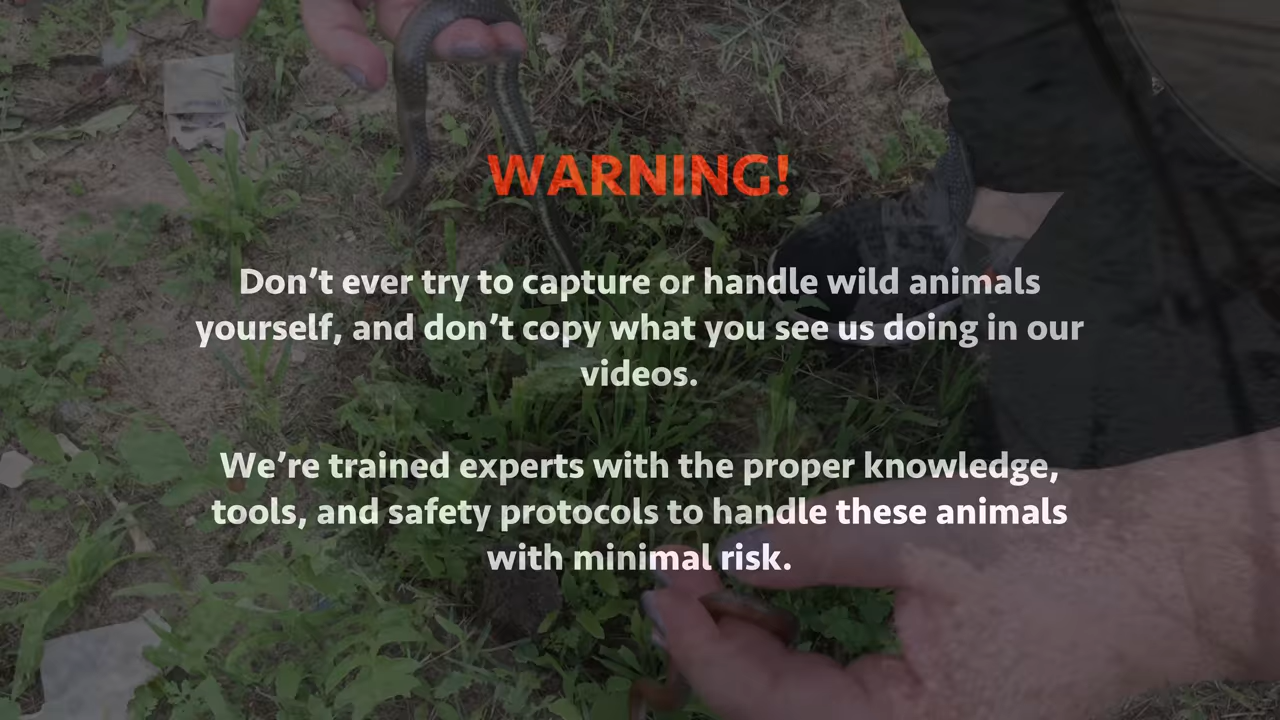 WARNING!
Don’t ever try to capture or handle wild animals
yourself, and don’t copy what you see us doing in our
videos.
We’re trained experts with the proper knowledge,
tools, and safety protocols to handle these animals
with minimal risk.